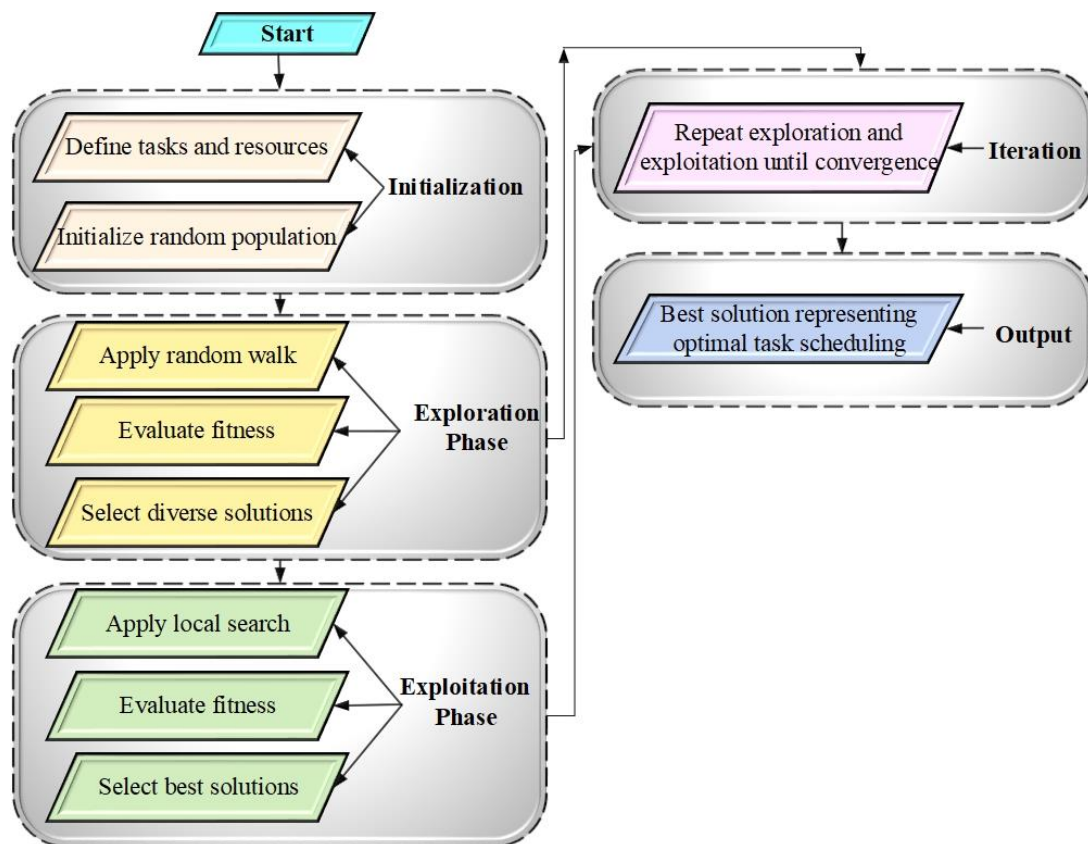 Start
Define tasks and resources
Initialization
Initialize random population
Apply random walk
Evaluate fitness
Exploration
Phase
Select diverse solutions
Apply local search
Evaluate fitness
Exploitation
Phase
Select best solutions
Repeat exploration and
exploitation until convergence
Iteration
Best solution representing
optimal task scheduling
Output